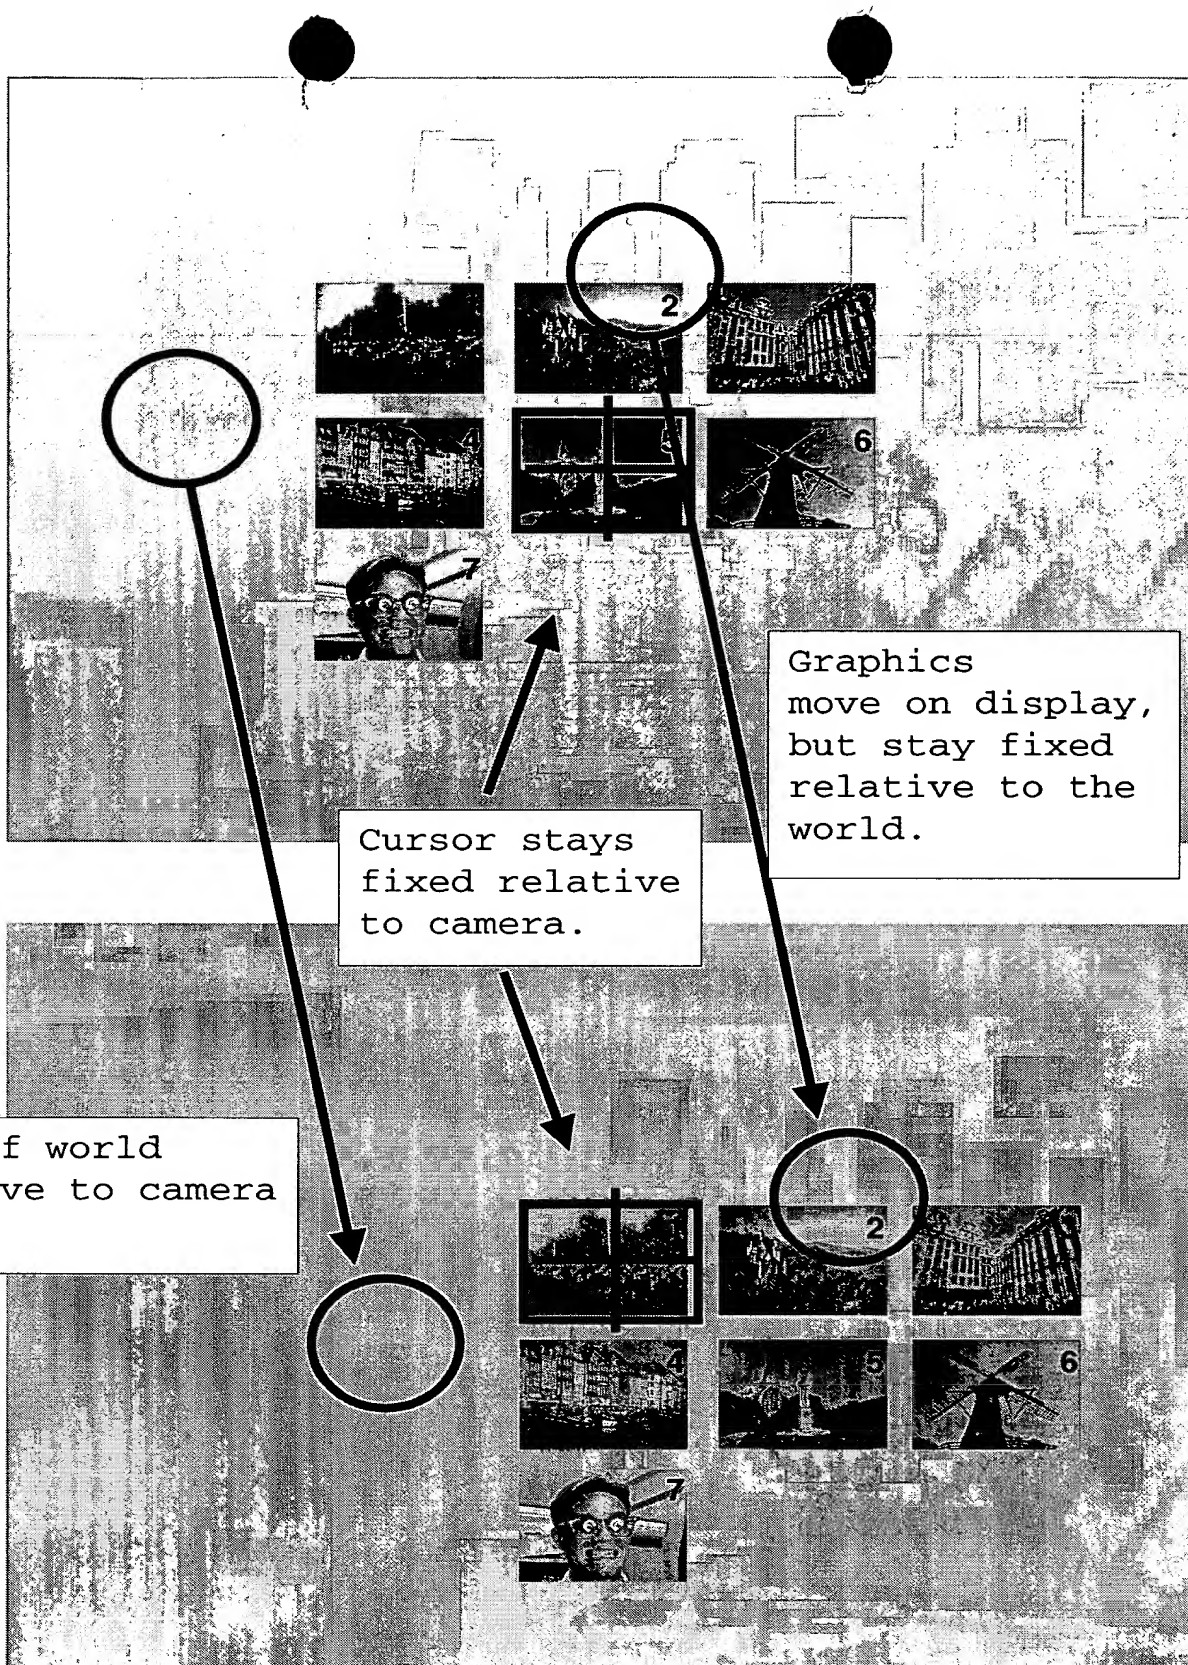 2
6
7
Graphics
move on display,
but stay fixed
relative to the
world.
Cursor stays
fixed relative
to camera.
f world
ve to camera
2
4
5
6
7